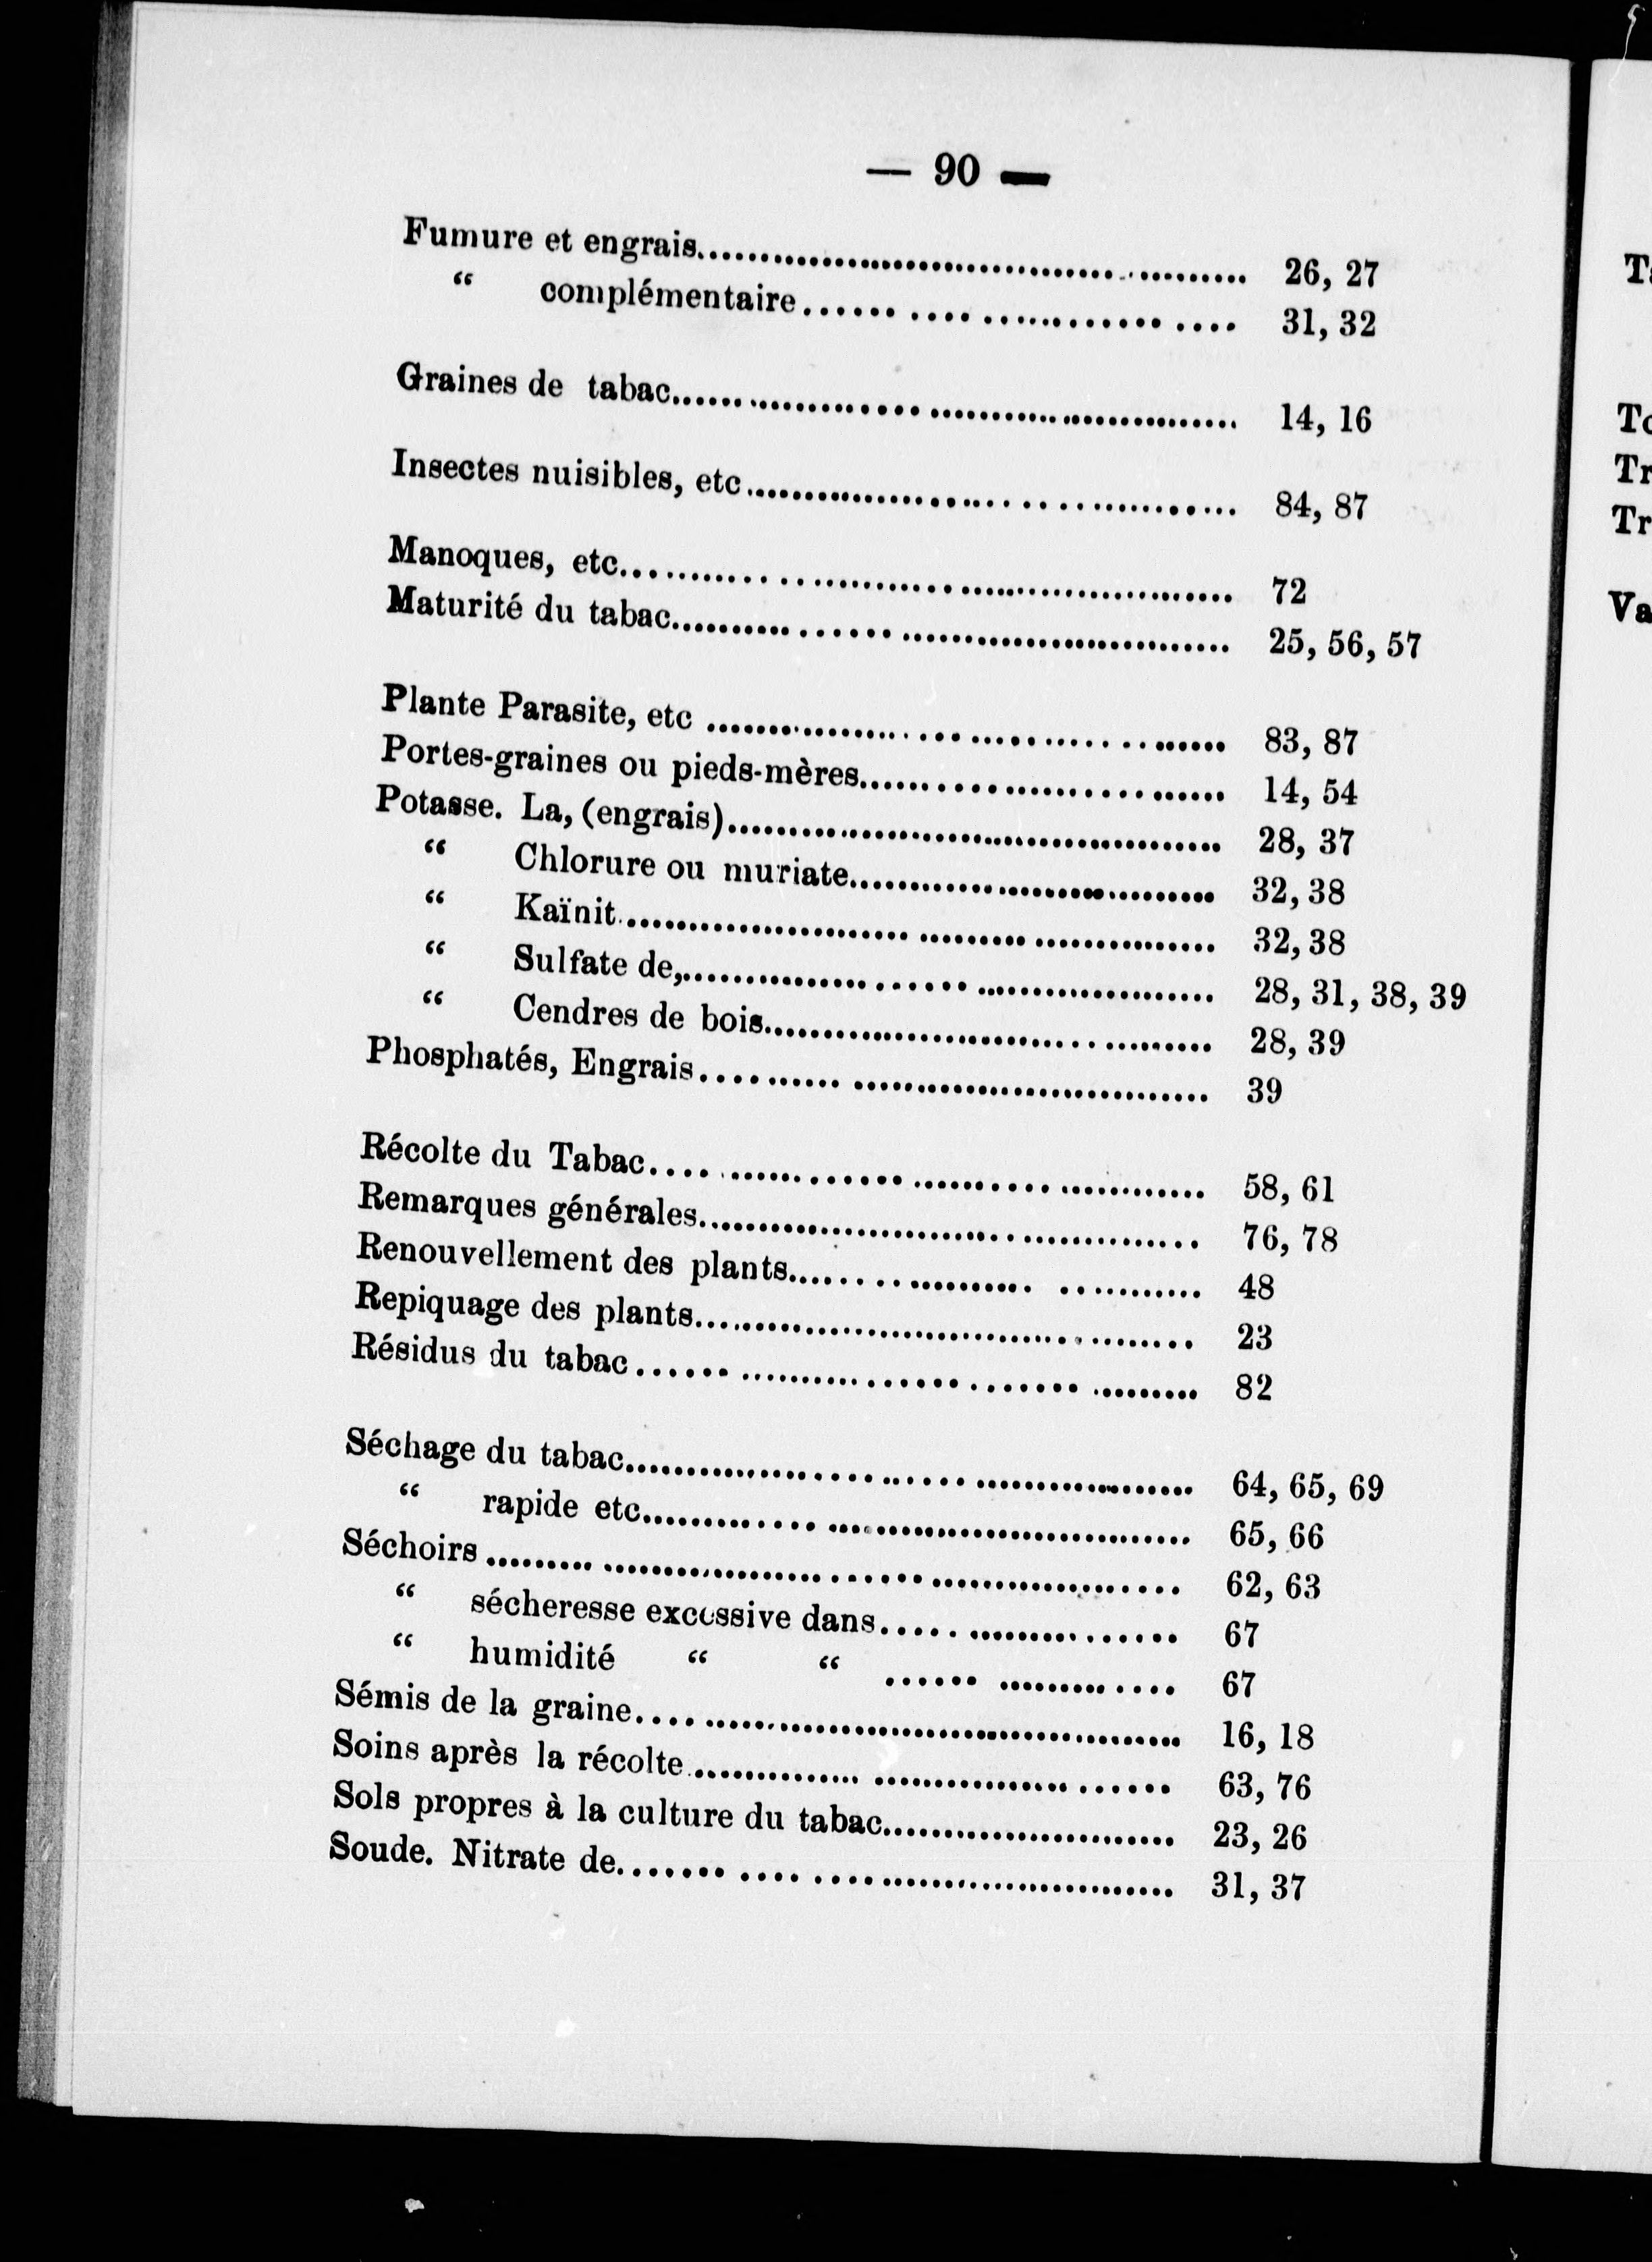 — 90 —
Fumure et engrais........................................ 26, 27
“ complémentaire........................................ 31, 32
Graines de tabac........................................ 14, 16
Insectes nuisibles, etc........................................ 84, 87
Manoques, etc........................................ 72
Maturité du tabac........................................ 25, 56, 57
Plante Parasite, etc ........................................ 83, 87
Portes-graines ou pieds-mères........................................ 14, 54
Potasse. La, (engrais)........................................ 28, 37
“ Chlorure ou muriate........................................ 32, 38
“ Kaïnit........................................ 32, 38
“ Sulfate de,........................................ 28, 31, 38, 39
“ Cendres de bois........................................ 28, 39
Phosphatés, Engrais........................................ 39
Récolte du Tabac........................................ 58, 61
Remarques générales........................................ 76, 78
Renouvellement des plants........................................ 48
Repiquage des plants........................................ 23
Résidus du tabac........................................ 82
Séchage du tabac........................................ 64, 65, 69
“ rapide etc........................................ 65, 66
Séchoirs ........................................ 62, 63
“ sécheresse excessive dans........................................ 67
“ humidité “ “ ........................................ 67
Sémis de la graine........................................ 16, 18
Soins après la récolte........................................ 63, 76
Sols propres à la culture du tabac........................................ 23, 26
Soude. Nitrate de........................................ 31, 37
To
Tr
Tr
Va